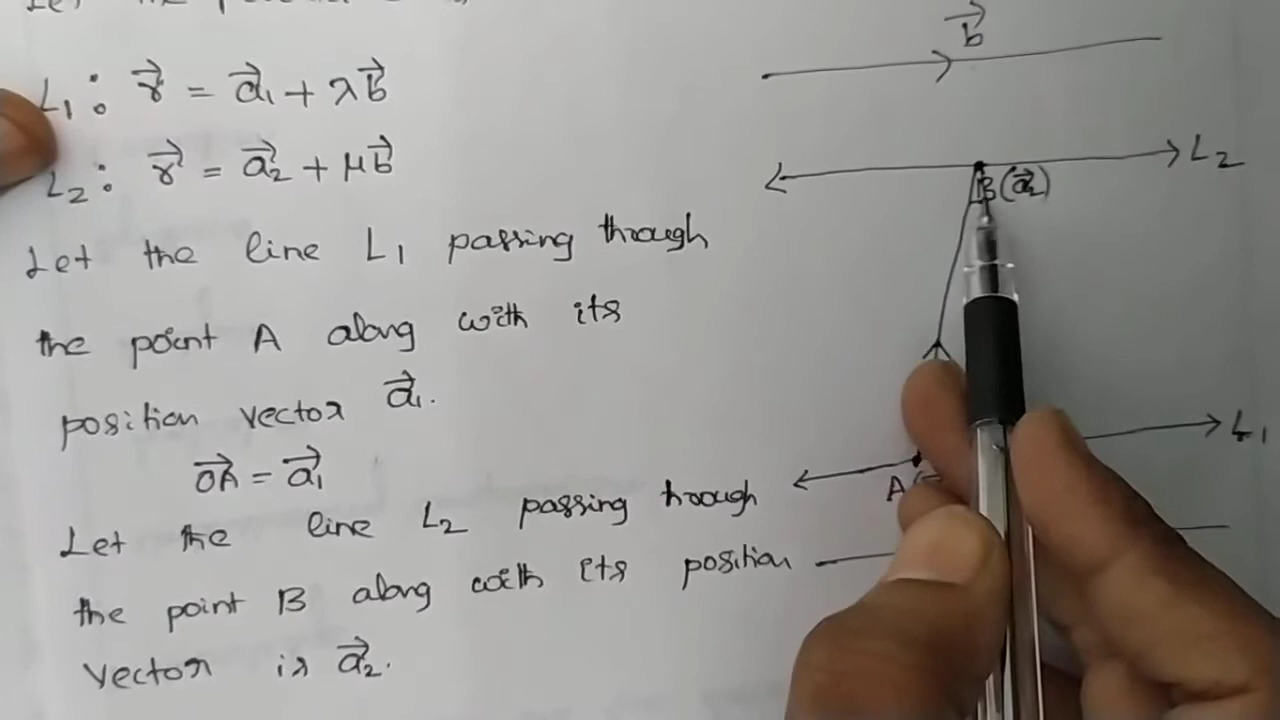 L₁: r⃗ = a⃗₁ + λb⃗
L₂: r⃗ = a⃗₂ + μb⃗
Let the line L₁ passing through
the point A along with its
position vector a⃗₁.
O⃗A⃗ = a⃗₁
Let the line L₂ passing hrough
the point B along with its position
vector is a⃗₂.
b⃗
L₂
B(a⃗₂)
L₁
A(